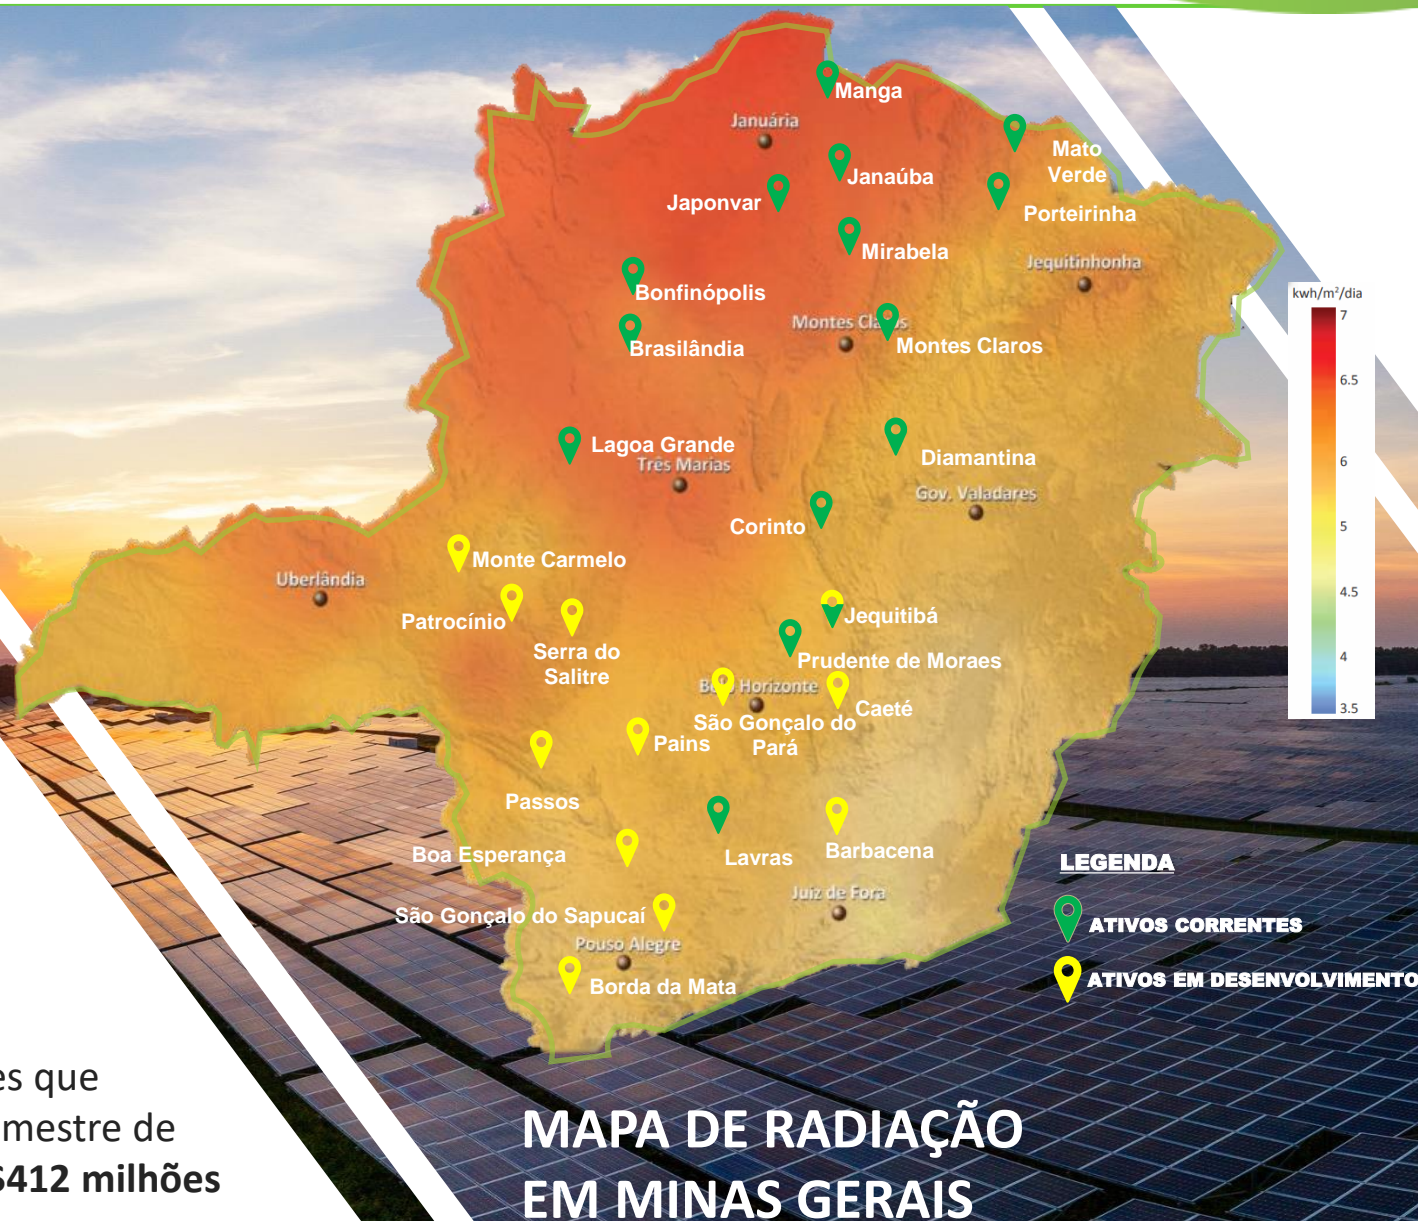 Manga
Januária
Mato
Verde
Janaúba
Japonvar
Porteirinha
Mirabela
Jequitinhonha
Bonfinópolis
kwh/m²/dia
7
Montes Claros
Montes Claros
Brasilândia
6.5
Lagoa Grande
Três Marias
Diamantina
6
Gov. Valadares
Corinto
5
Monte Carmelo
Uberlândia
4.5
Patrocínio
Jequitibá
Serra do
Salitre
Prudente de Moraes
4
Belo Horizonte
Caeté
3.5
São Gonçalo do
Pará
Pains
Passos
Boa Esperança
Lavras
Barbacena
LEGENDA
Juiz de Fora
São Gonçalo do Sapucaí
ATIVOS CORRENTES
Pouso Alegre
Borda da Mata
ATIVOS EM DESENVOLVIMENTO
es que
mestre de
$412 milhões
MAPA DE RADIAÇÃO
EM MINAS GERAIS